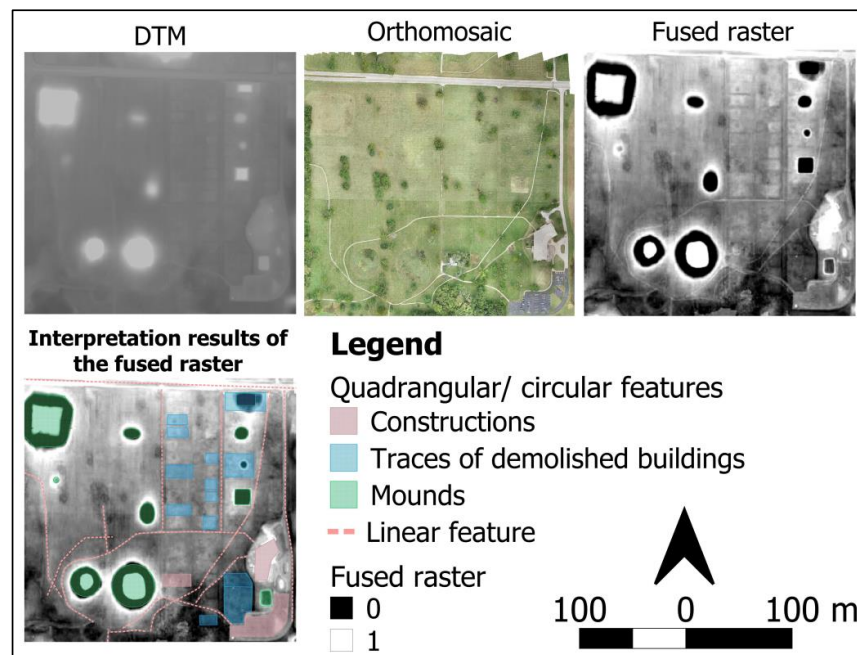 DTM
Orthomosaic
Fused raster
Interpretation results of
the fused raster
Legend
Quadrangular/ circular features
Constructions
Traces of demolished buildings
Mounds
Linear feature
Fused raster
0
1
100 0 100 m